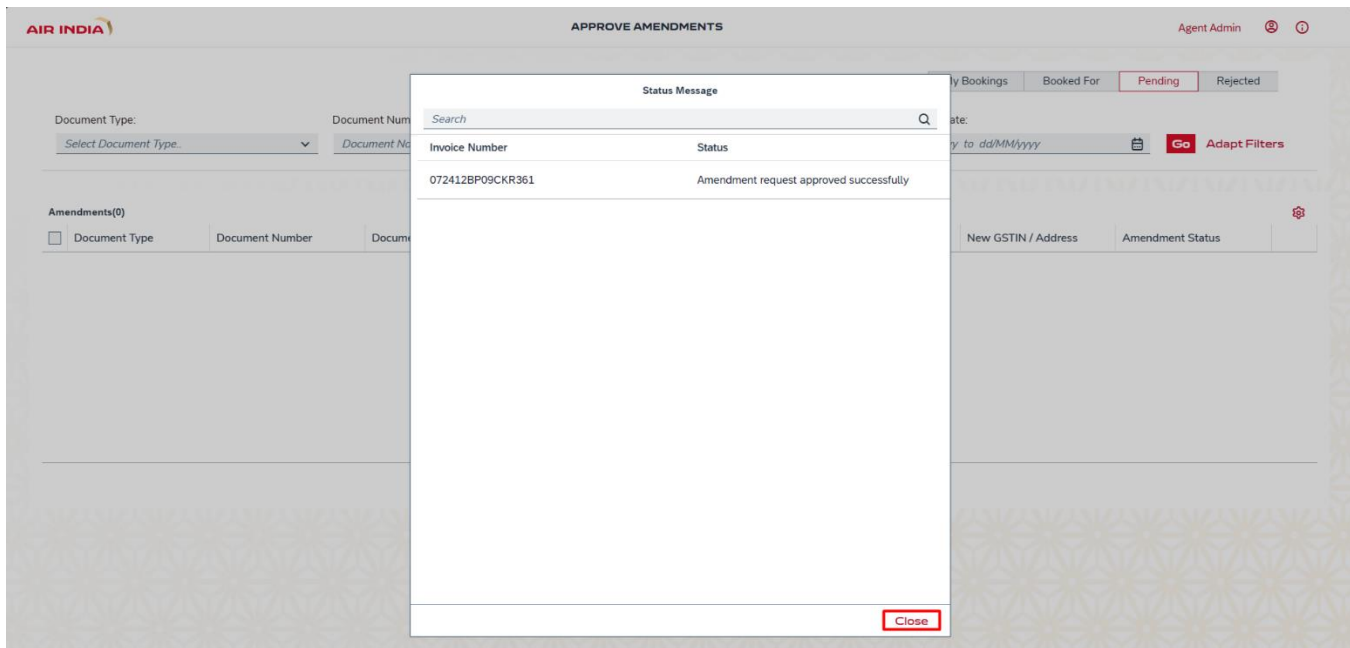 AIR INDIA
APPROVE AMENDMENTS
Agent Admin
y Bookings
Booked For
Pending
Rejected
Status Message
Document Type:
Document Num
Search
ate:
Select Document Type..
Document No
y to dd/MM/yyyy
Go
Adapt Filters
Invoice Number
Status
072412BP09CKR361
Amendment request approved successfully
Amendments(0)
Document Type
Document Number
Docume
New GSTIN / Address
Amendment Status
Close